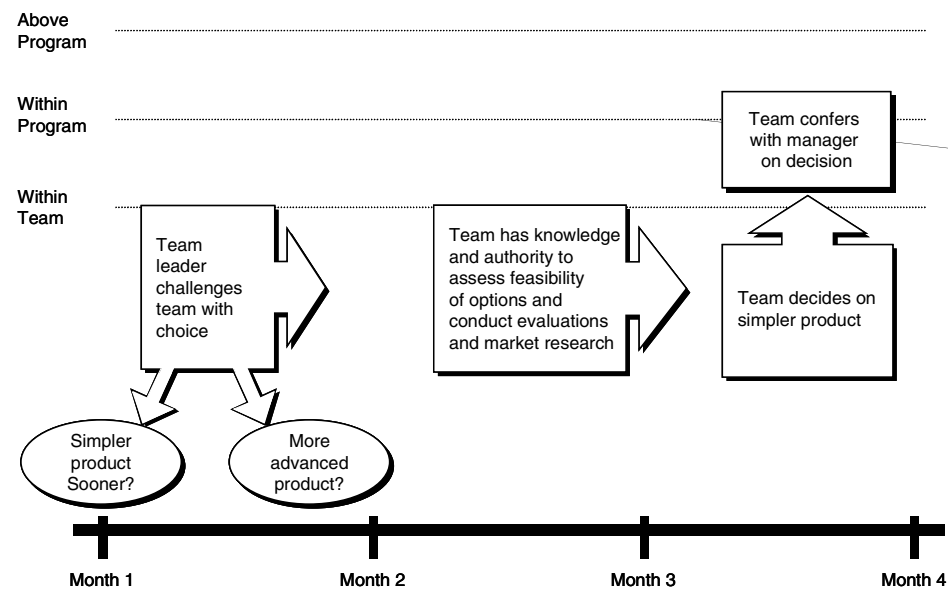 Above
Program
Within
Program
Team confers
with manager
on decision
Within
Team
Team
leader
challenges
team with
choice
Team has knowledge
and authority to
assess feasibility
of options and
conduct evaluations
and market research
Team decides on
simpler product
Simpler
product
Sooner?
More
advanced
product?
Month 1
Month 2
Month 3
Month 4